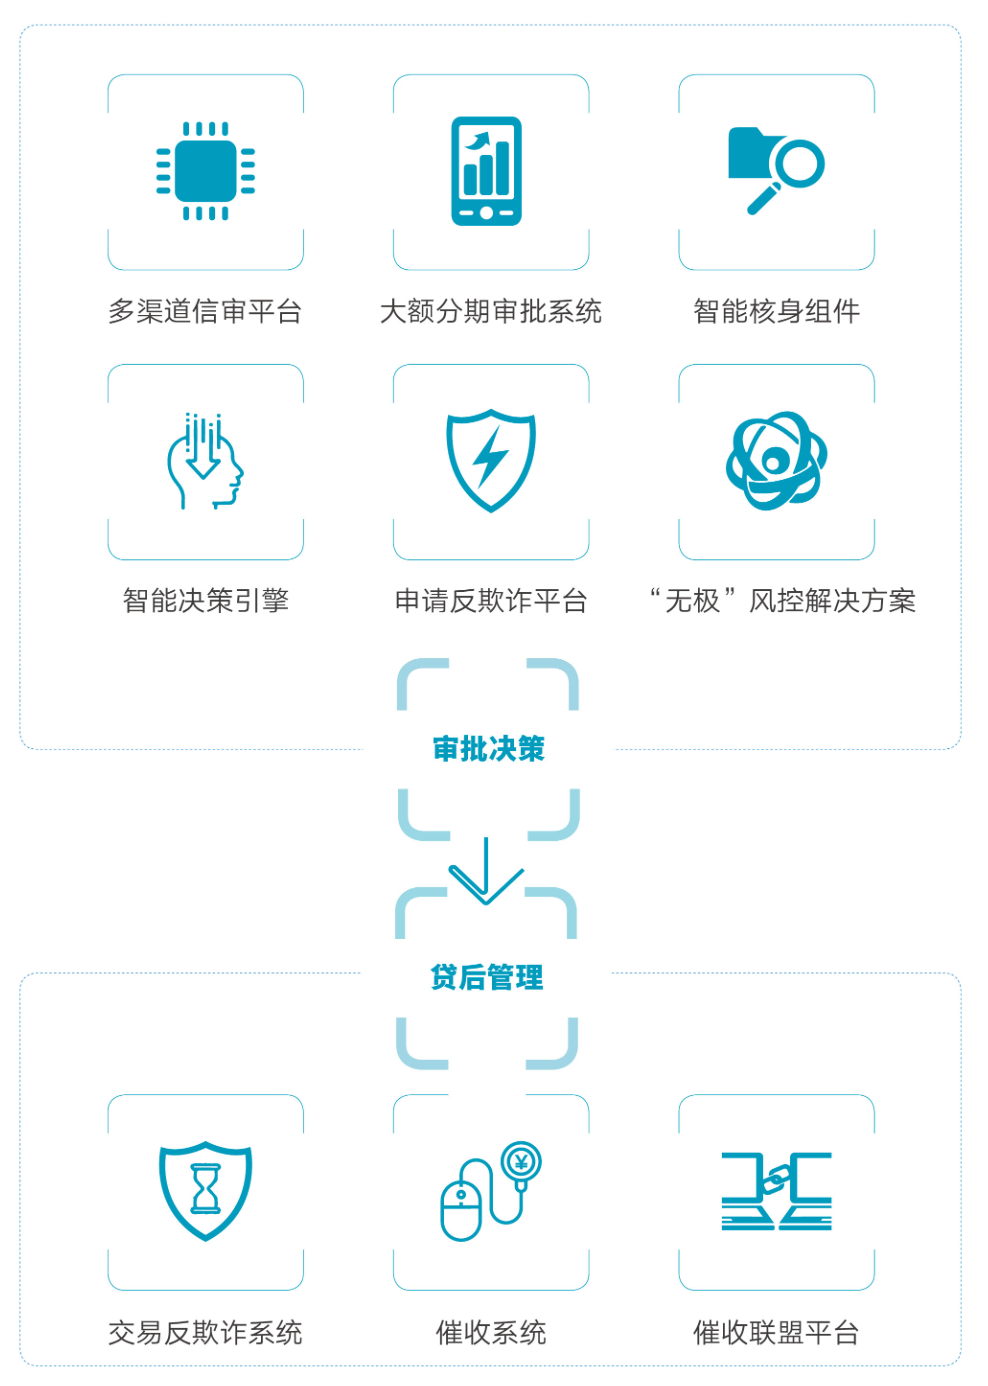 多渠道信审平台
大额分期审批系统
智能核身组件
智能决策引擎
申请反欺诈平台
“无极”风控解决方案
审批决策
贷后管理
¥
交易反欺诈系统
催收系统
催收联盟平台